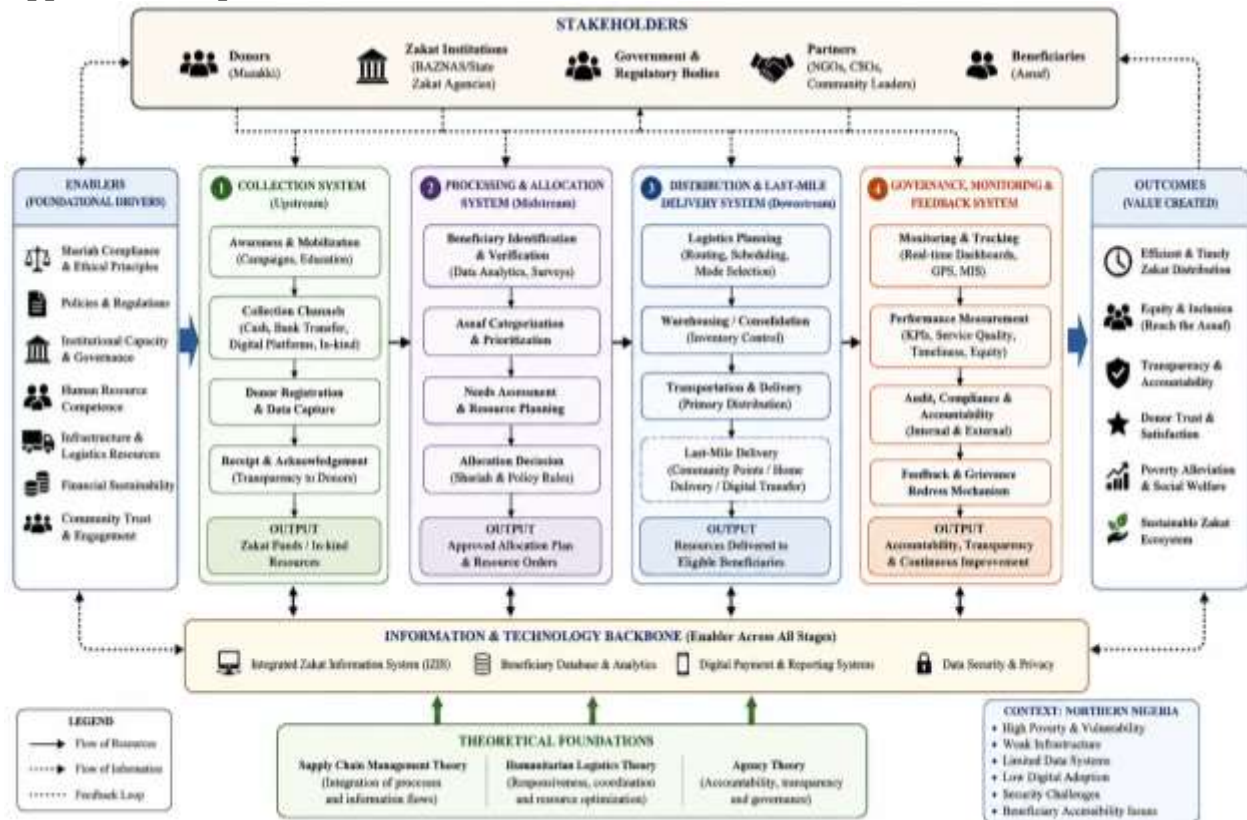 STAKEHOLDERS
Donors
(Muzakki)
Zakat Institutions
(BAZNAS/State
Zakat Agencies)
Government &
Regulatory Bodies
Partners
(NGOs, CSOs,
Community Leaders)
Beneficiaries
(Asnaf)
ENABLERS
(FOUNDATIONAL DRIVERS)
Shariah Compliance
& Ethical Principles
Policies & Regulations
Institutional Capacity
& Governance
Human Resource
Competence
Infrastructure &
Logistics Resources
Financial Sustainability
Community Trust
& Engagement
1 COLLECTION SYSTEM
(Upstream)
Awareness & Mobilization
(Campaigns, Education)
Collection Channels
(Cash, Bank Transfer,
Digital Platforms, In-kind)
Donor Registration
& Data Capture
Receipt & Acknowledgement
(Transparency to Donors)
OUTPUT
Zakat Funds / In-kind
Resources
2 PROCESSING & ALLOCATION
SYSTEM (Midstream)
Beneficiary Identification
& Verification
(Data Analytics, Surveys)
Asnaf Categorization
& Prioritization
Needs Assessment
& Resource Planning
Allocation Decision
(Shariah & Policy Rules)
OUTPUT
Approved Allocation Plan
& Resource Orders
3 DISTRIBUTION & LAST-MILE
DELIVERY SYSTEM (Downstream)
Logistics Planning
(Routing, Scheduling,
Mode Selection)
Warehousing / Consolidation
(Inventory Control)
Transportation & Delivery
(Primary Distribution)
Last-Mile Delivery
(Community Points / Home
Delivery / Digital Transfer)
OUTPUT
Resources Delivered to
Eligible Beneficiaries
4 GOVERNANCE, MONITORING &
FEEDBACK SYSTEM
Monitoring & Tracking
(Real-time Dashboards,
GPS, MIS)
Performance Measurement
(KPIs, Service Quality,
Timeliness, Equity)
Audit, Compliance &
Accountability
(Internal & External)
Feedback & Grievance
Redress Mechanism
OUTPUT
Accountability, Transparency
& Continuous Improvement
OUTCOMES
(VALUE CREATED)
Efficient & Timely
Zakat Distribution
Equity & Inclusion
(Reach the Asnaf)
Transparency &
Accountability
Donor Trust &
Satisfaction
Poverty Alleviation
& Social Welfare
Sustainable Zakat
Ecosystem
INFORMATION & TECHNOLOGY BACKBONE (Enabler Across All Stages)
Integrated Zakat Information System (IZIS)
Beneficiary Database & Analytics
Digital Payment & Reporting Systems
Data Security & Privacy
LEGEND
Flow of Resources
Flow of Information
Feedback Loop
THEORETICAL FOUNDATIONS
Supply Chain Management Theory
(Integration of processes
and information flows)
Humanitarian Logistics Theory
(Responsiveness, coordination
and resource optimization)
Agency Theory
(Accountability, transparency
and governance)
CONTEXT: NORTHERN NIGERIA
• High Poverty & Vulnerability
• Weak Infrastructure
• Limited Data Systems
• Low Digital Adoption
• Security Challenges
• Beneficiary Accessibility Issues